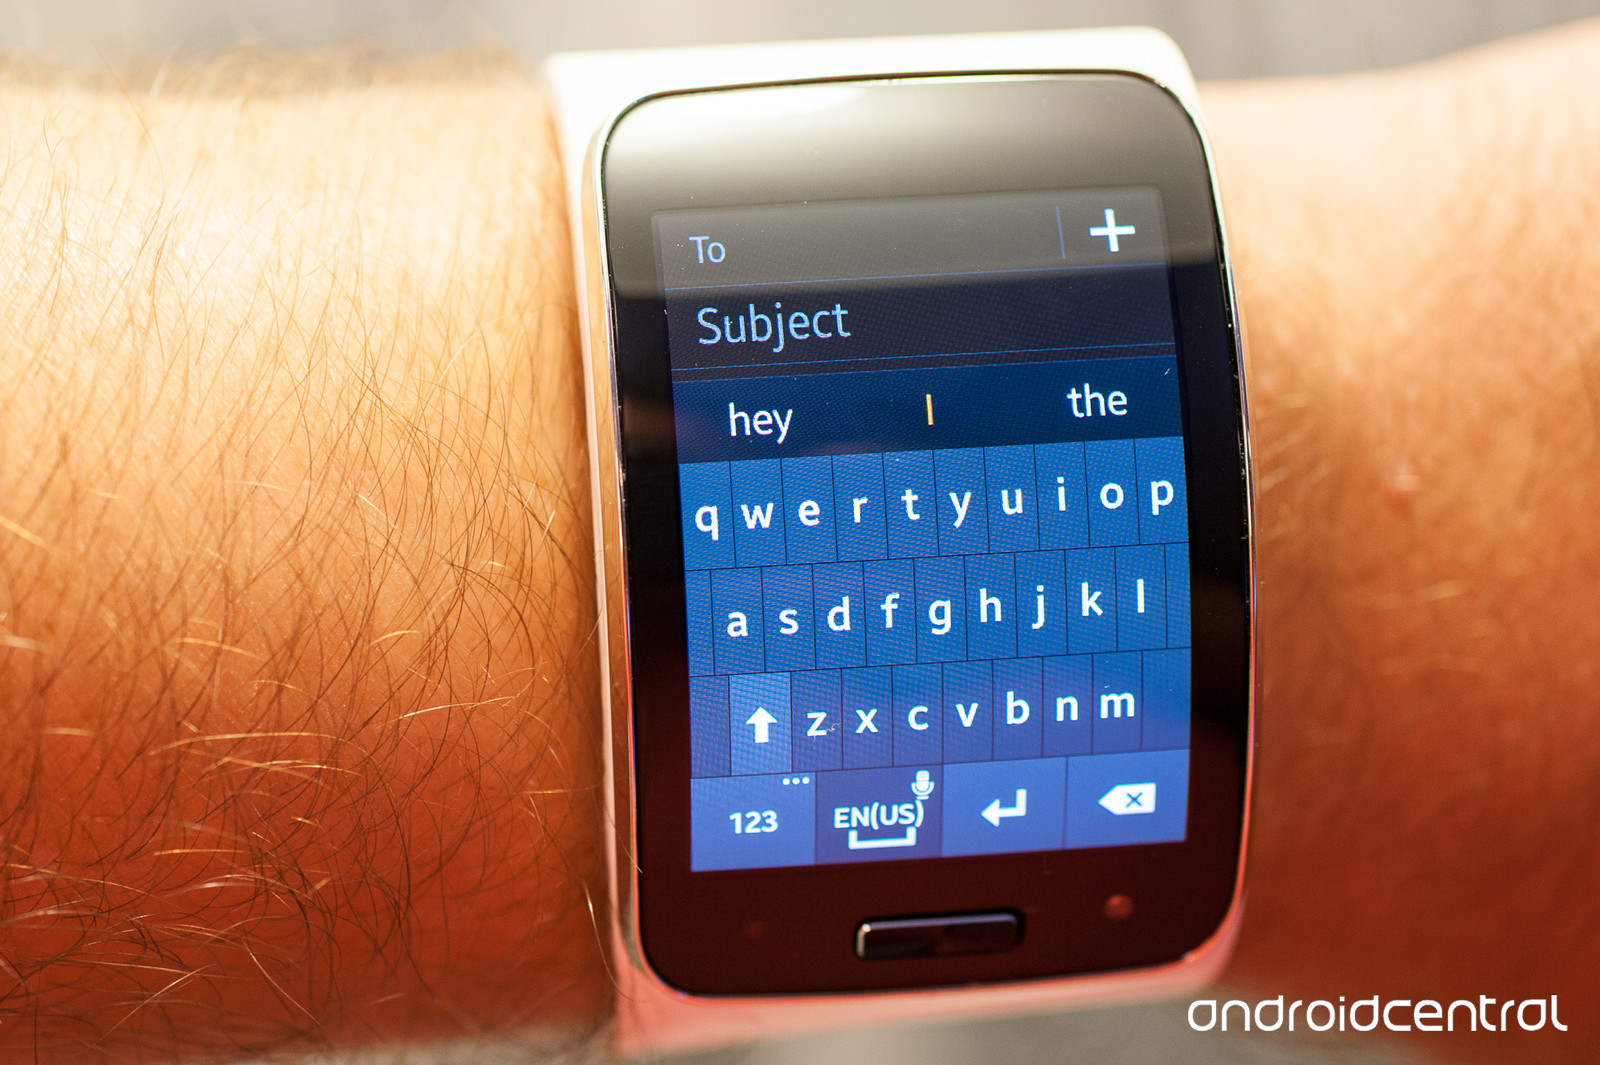 To +
Subject
hey I the
q w e r t y u i o p
a s d f g h j k l
z x c v b n m
123 ... EN(US)
androidcentral